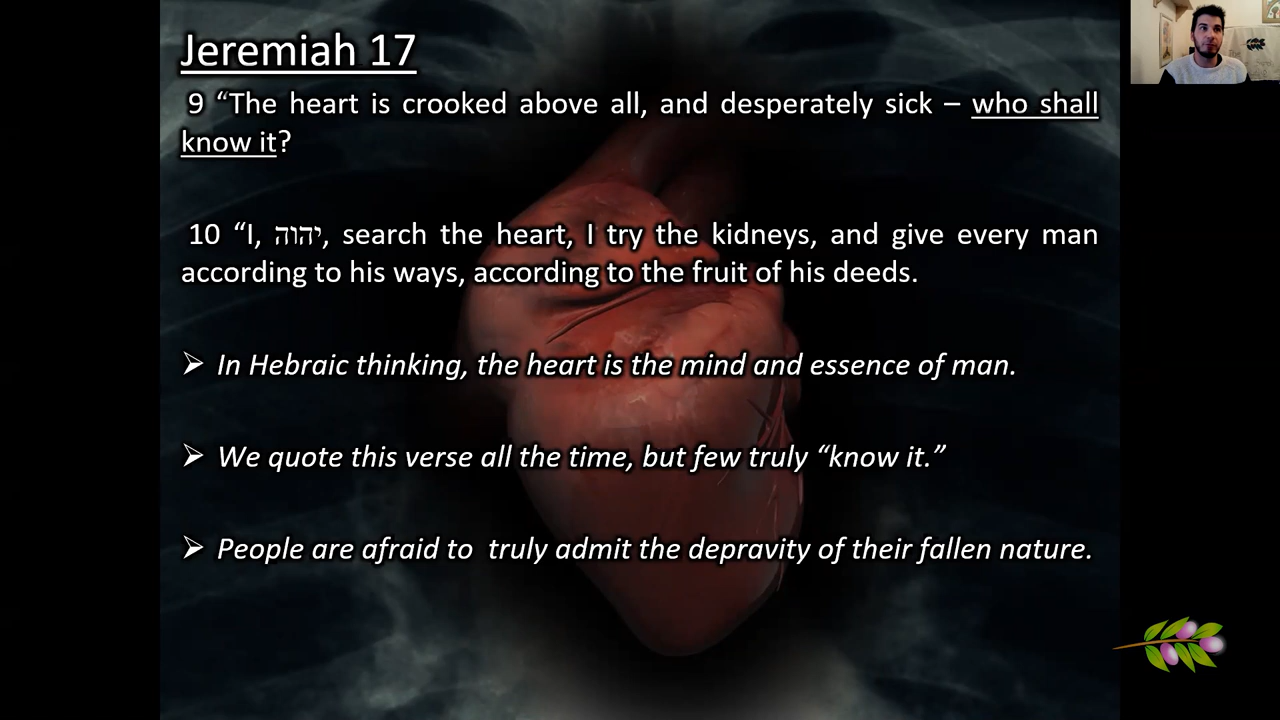 Jeremiah 17
9 “The heart is crooked above all, and desperately sick – who shall
know it?
10 “I, יהוה, search the heart, I try the kidneys, and give every man
according to his ways, according to the fruit of his deeds.
➢ In Hebraic thinking, the heart is the mind and essence of man.
➢ We quote this verse all the time, but few truly “know it.”
➢ People are afraid to  truly admit the depravity of their fallen nature.